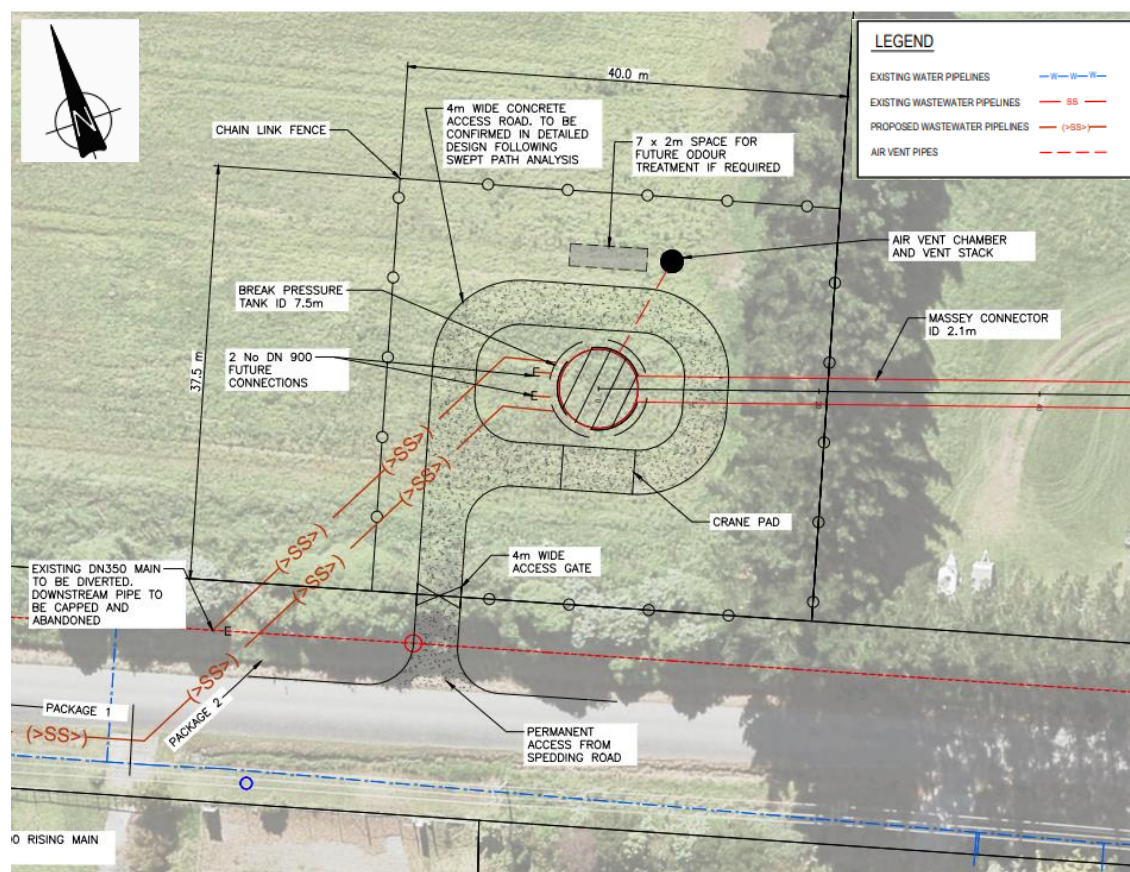 N
LEGEND
EXISTING WATER PIPELINES
W W W
EXISTING WASTEWATER PIPELINES
SS
PROPOSED WASTEWATER PIPELINES
(>SS>)
AIR VENT PIPES
40.0 m
4m WIDE CONCRETE
ACCESS ROAD. TO BE
CONFIRMED IN DETAILED
DESIGN FOLLOWING
SWEPT PATH ANALYSIS
CHAIN LINK FENCE
7 x 2m SPACE FOR
FUTURE ODOUR
TREATMENT IF REQUIRED
AIR VENT CHAMBER
AND VENT STACK
BREAK PRESSURE
TANK ID 7.5m
MASSEY CONNECTOR
ID 2.1m
2 No DN 900
FUTURE
CONNECTIONS
37.5 m
E
E
(>SS>)
(>SS>)
(>SS>)
(>SS>)
CRANE PAD
4m WIDE
ACCESS GATE
EXISTING DN350 MAIN
TO BE DIVERTED.
DOWNSTREAM PIPE TO
BE CAPPED AND
ABANDONED
E
(>SS>)
(>SS>)
PACKAGE 1
PACKAGE 2
(>SS>)
PERMANENT
ACCESS FROM
SPEDDING ROAD
RISING MAIN